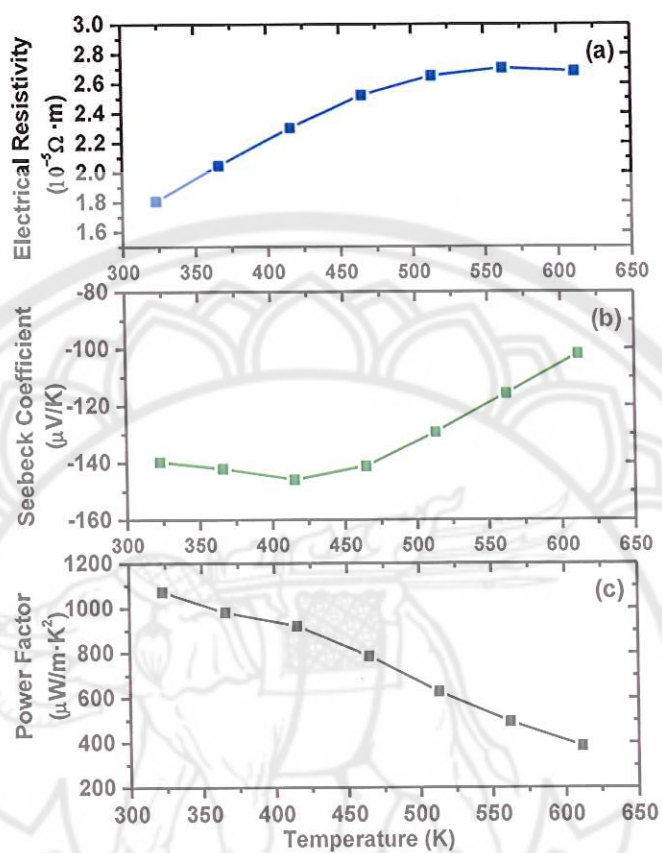 3.0
2.8
2.6
2.4
2.2
2.0
1.8
1.6
Electrical Resistivity
(10⁻⁵Ω·m)
(a)
300 350 400 450 500 550 600 650
-80
-100
-120
-140
-160
Seebeck Coefficient
(μV/K)
(b)
300 350 400 450 500 550 600 650
1200
1000
800
600
400
200
Power Factor
(μW/m·K²)
(c)
300 350 400 450 500 550 600 650
Temperature (K)